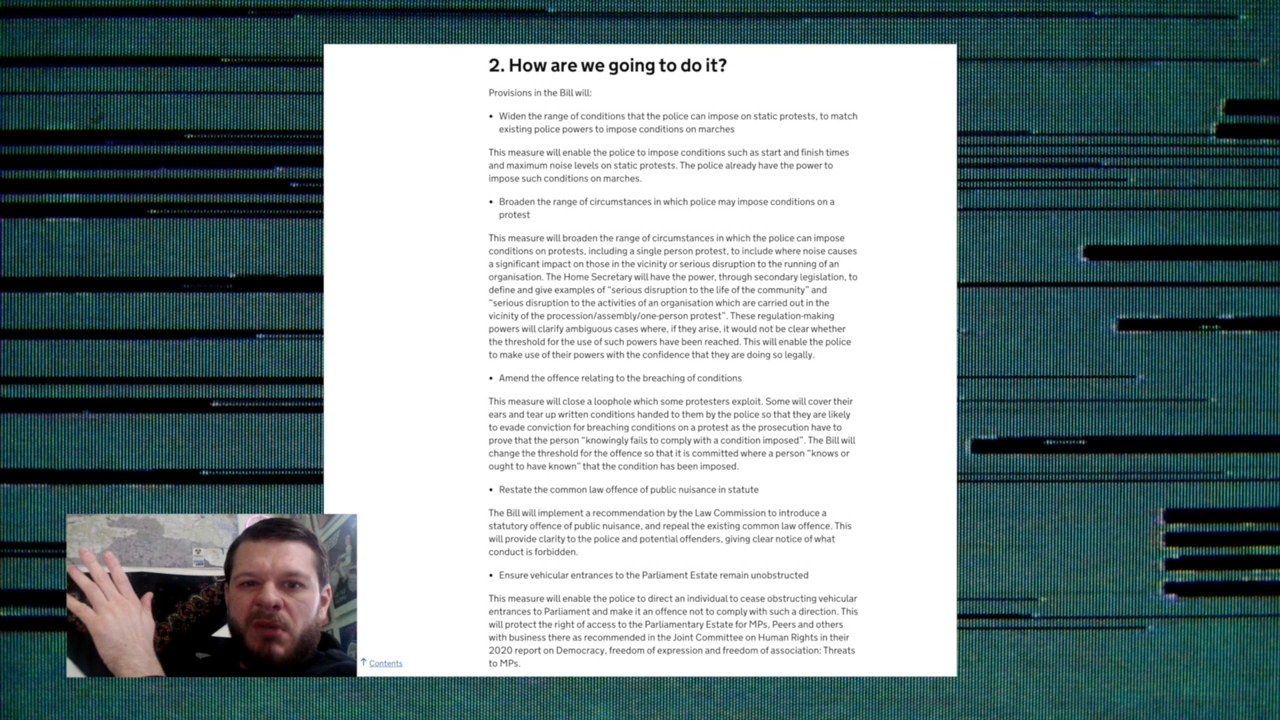 2. How are we going to do it?
Provisions in the Bill will:
• Widen the range of conditions that the police can impose on static protests, to match
existing police powers to impose conditions on marches
This measure will enable the police to impose conditions such as start and finish times
and maximum noise levels on static protests. The police already have the power to
impose such conditions on marches.
• Broaden the range of circumstances in which police may impose conditions on a
protest
This measure will broaden the range of circumstances in which the police can impose
conditions on protests, including a single person protest, to include where noise causes
a significant impact on those in the vicinity or serious disruption to the running of an
organisation. The Home Secretary will have the power, through secondary legislation, to
define and give examples of “serious disruption to the life of the community” and
“serious disruption to the activities of an organisation which are carried out in the
vicinity of the procession/assembly/one-person protest”. These regulation-making
powers will clarify ambiguous cases where, if they arise, it would not be clear whether
the threshold for the use of such powers have been reached. This will enable the police
to make use of their powers with the confidence that they are doing so legally.
• Amend the offence relating to the breaching of conditions
This measure will close a loophole which some protesters exploit. Some will cover their
ears and tear up written conditions handed to them by the police so that they are likely
to evade conviction for breaching conditions on a protest as the prosecution have to
prove that the person “knowingly fails to comply with a condition imposed”. The Bill will
change the threshold for the offence so that it is committed where a person “knows or
ought to have known” that the condition has been imposed.
• Restate the common law offence of public nuisance in statute
The Bill will implement a recommendation by the Law Commission to introduce a
statutory offence of public nuisance, and repeal the existing common law offence. This
will provide clarity to the police and potential offenders, giving clear notice of what
conduct is forbidden.
• Ensure vehicular entrances to the Parliament Estate remain unobstructed
This measure will enable the police to direct an individual to cease obstructing vehicular
entrances to Parliament and make it an offence not to comply with such a direction. This
will protect the right of access to the Parliamentary Estate for MPs, Peers and others
with business there as recommended in the Joint Committee on Human Rights in their
2020 report on Democracy, freedom of expression and freedom of association: Threats
to MPs.
↑ Contents